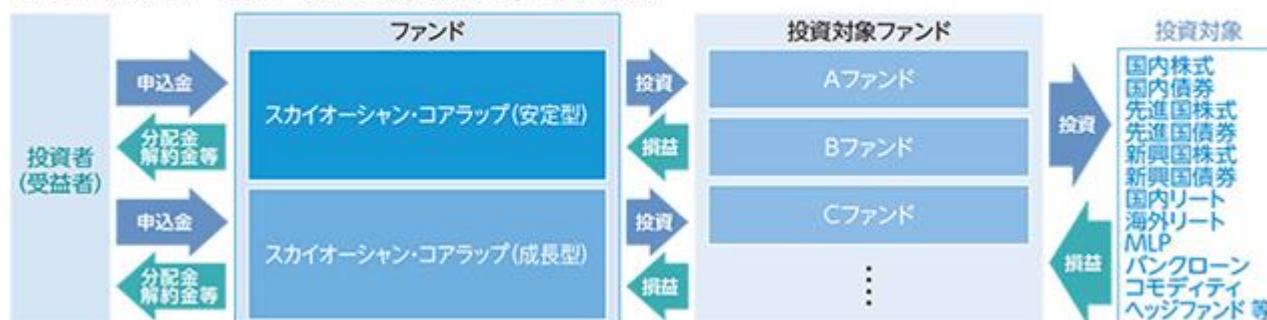 ファンド
投資対象ファンド
投資対象
投資者
(受益者)
申込金
分配金
解約金等
スカイオーシャン・コアラップ(安定型)
投資
損益
申込金
分配金
解約金等
スカイオーシャン・コアラップ(成長型)
投資
損益
Aファンド
Bファンド
Cファンド
投資
損益
国内株式
国内債券
先進国株式
先進国債券
新興国株式
新興国債券
国内リート
海外リート
MLP
バンクローン
コモディティ
ヘッジファンド 等